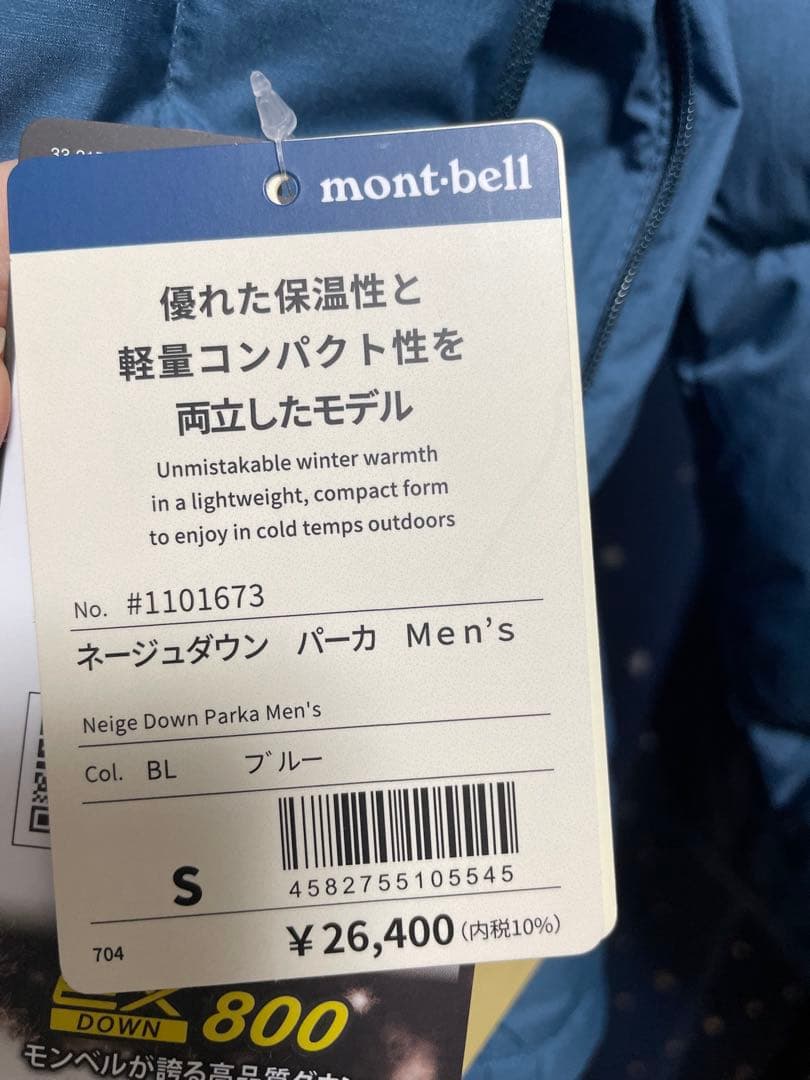 mont·bell
優れた保温性と
軽量コンパクト性を
両立したモデル
Unmistakable winter warmth
in a lightweight, compact form
to enjoy in cold temps outdoors
No. #1101673
ネージュダウン パーカ Men's
Neige Down Parka Men's
Col. BL ブルー
S
4582755105545
704 ¥26,400(内税10%)
DOWN 800
モンベルが誇る高品質ダウン